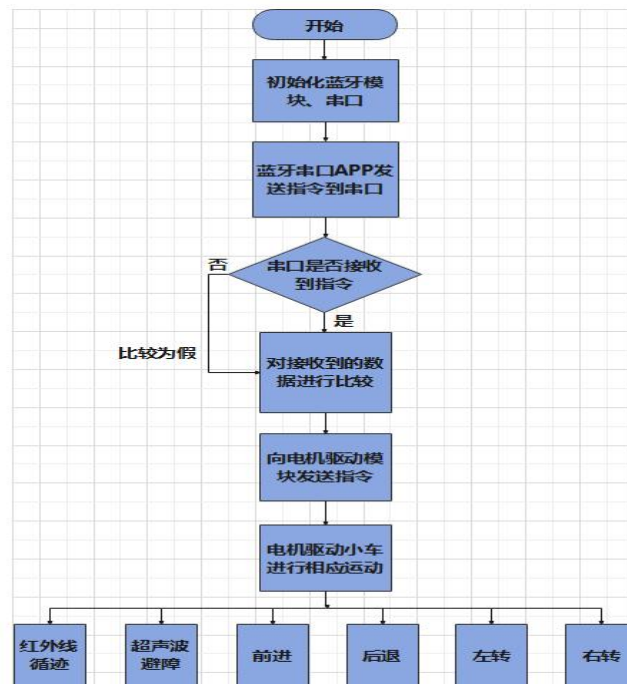 开始
初始化蓝牙模
块、串口
蓝牙串口APP发
送指令到串口
串口是否接收
到指令
否
是
比较为假
对接收到的数
据进行比较
向电机驱动模
块发送指令
电机驱动小车
进行相应运动
红外线
循迹
超声波
避障
前进
后退
左转
右转